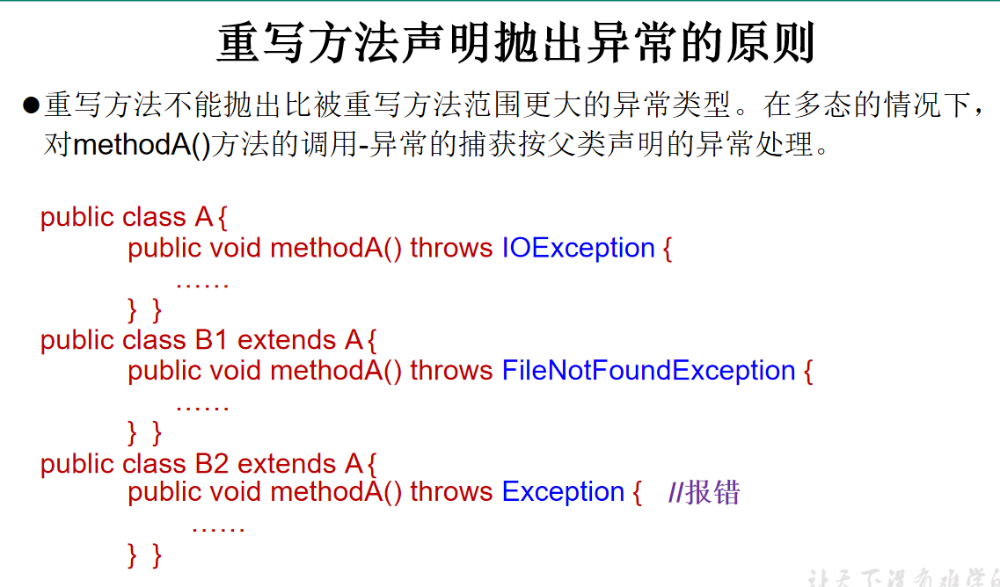 重写方法声明抛出异常的原则
●重写方法不能抛出比被重写方法范围更大的异常类型。在多态的情况下，
对methodA()方法的调用-异常的捕获按父类声明的异常处理。
public class A {
public void methodA() throws IOException {
……
} }
public class B1 extends A {
public void methodA() throws FileNotFoundException {
……
} }
public class B2 extends A {
public void methodA() throws Exception { //报错
……
} }
让天下没有难学的